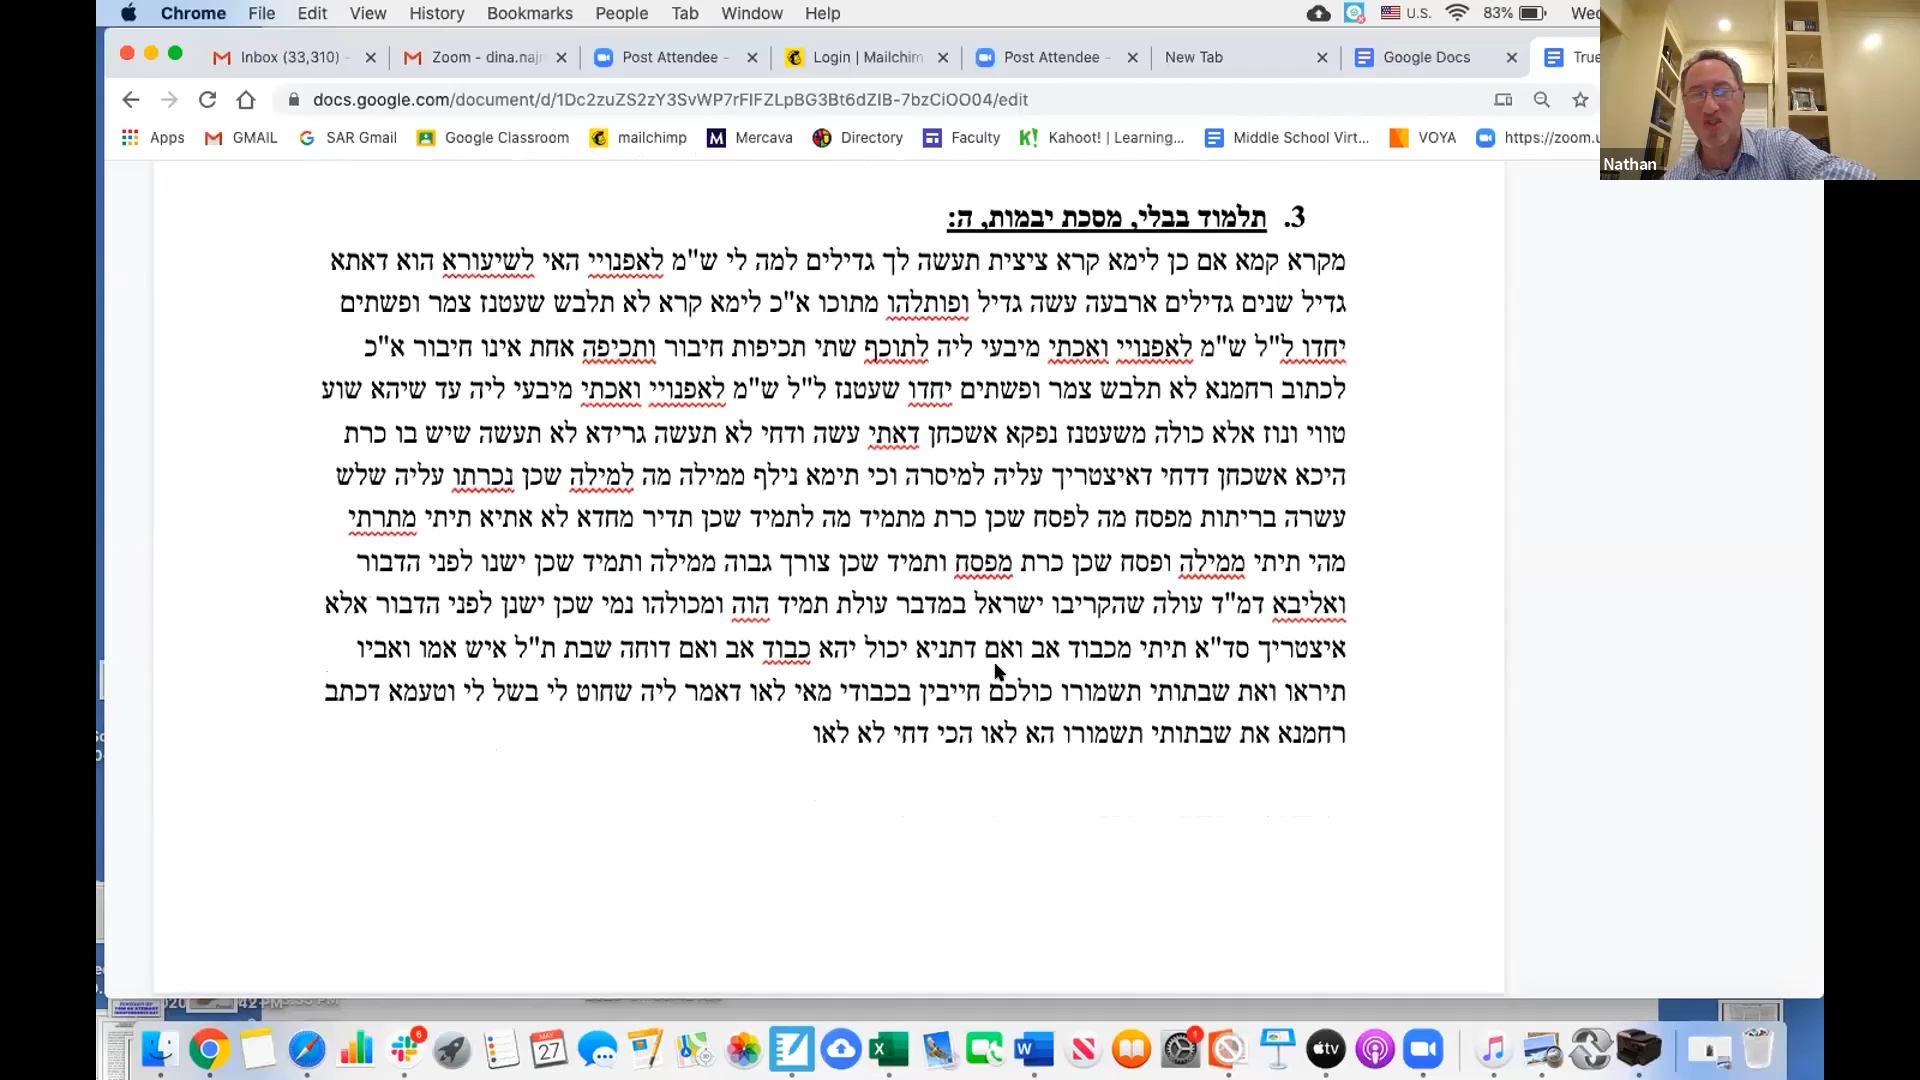 Chrome File Edit View History Bookmarks People Tab Window Help U.S. 83% Wed
Inbox (33,310) - Zoom - dina.najm Post Attendee - Login | Mailchim Post Attendee - New Tab Google Docs True
docs.google.com/document/d/1Dc2zuZS2zY3SvWP7rFIFZLpBG3Bt6dZIB-7bzCiOO04/edit
Apps GMAIL SAR Gmail Google Classroom mailchimp Mercava Directory Faculty Kahoot! | Learning... Middle School Virt... VOYA https://zoom.u
Nathan
3. תלמוד בבלי, מסכת יבמות, ה:
מקרא קמא אם כן לימא קרא ציצית תעשה לך גדילים למה לי ש"מ לאפנויי האי לשיעורא הוא דאתא
גדיל שנים גדילים ארבעה עשה גדיל ופותלהו מתוכו א"כ לימא קרא לא תלבש שעטנז צמר ופשתים
יחדו ל"ל ש"מ לאפנויי ואכתי מיבעי ליה לתוכף שתי תכיפות חיבור ותכיפה אחת אינו חיבור א"כ
לכתוב רחמנא לא תלבש צמר ופשתים יחדו שעטנז ל"ל ש"מ לאפנויי ואכתי מיבעי ליה עד שיהא שוע
טווי ונוז אלא כולה משעטנז נפקא אשכחן דאתי עשה ודחי לא תעשה גרידא לא תעשה שיש בו כרת
היכא אשכחן דדחי דאיצטריך עליה למיסרה וכי תימא נילף ממילה מה למילה שכן נכרתו עליה שלש
עשרה בריתות מפסח מה לפסח שכן כרת מתמיד מה לתמיד שכן תדיר מחדא לא אתיא תיתי מתרתי
מהי תיתי ממילה ופסח שכן כרת מפסח ותמיד שכן צורך גבוה ממילה ותמיד שכן ישנו לפני הדבור
ואליבא דמ"ד עולה שהקריבו ישראל במדבר עולת תמיד הוה ומכולהו נמי שכן ישנן לפני הדבור אלא
איצטריך סד"א תיתי מכבוד אב ואם דתניא יכול יהא כבוד אב ואם דוחה שבת ת"ל איש אמו ואביו
תיראו ואת שבתותי תשמורו כולכם חייבין בכבודי מאי לאו דאמר ליה שחוט לי בשל לי וטעמא דכתב
רחמנא את שבתותי תשמורו הא לאו הכי דחי לא לאו
MAY
27
6
1
tv